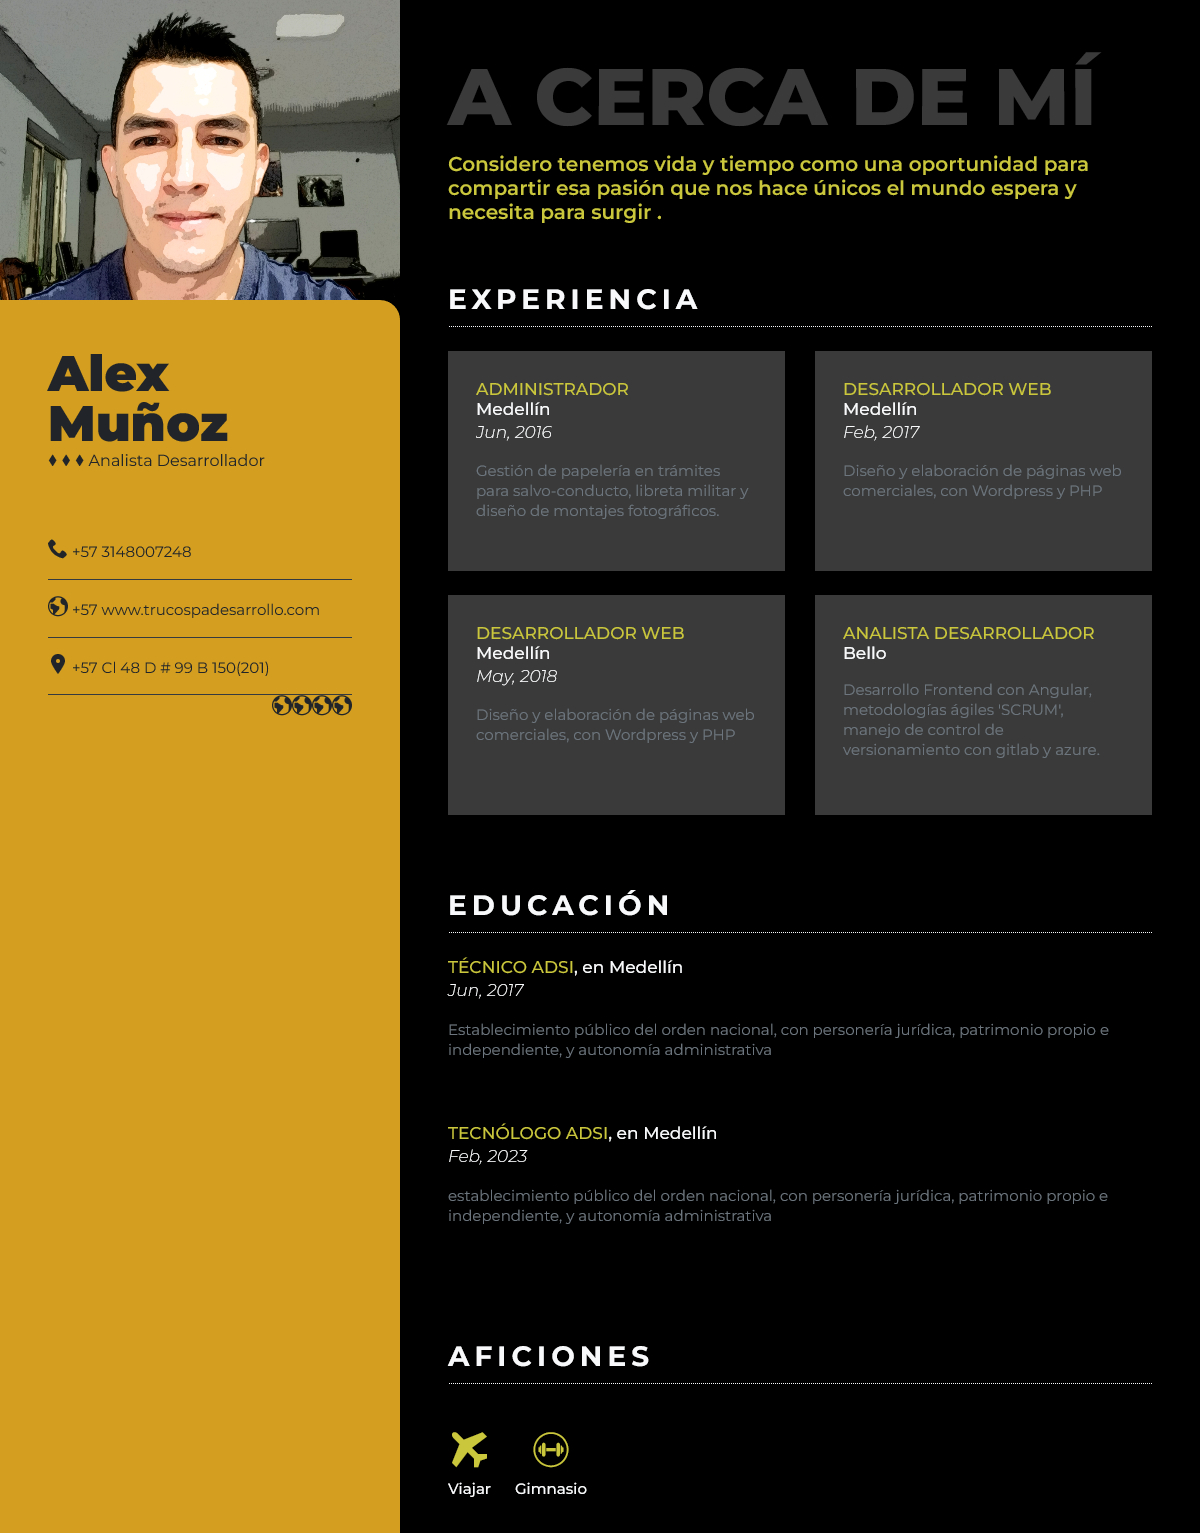 Alex
Muñoz
♦ ♦ ♦ Analista Desarrollador
+57 3148007248
+57 www.trucospadesarrollo.com
+57 Cl 48 D # 99 B 150(201)
A CERCA DE MÍ
Considero tenemos vida y tiempo como una oportunidad para
compartir esa pasión que nos hace únicos el mundo espera y
necesita para surgir .
EXPERIENCIA
ADMINISTRADOR
Medellín
Jun, 2016
Gestión de papelería en trámites
para salvo-conducto, libreta militar y
diseño de montajes fotográficos.
DESARROLLADOR WEB
Medellín
Feb, 2017
Diseño y elaboración de páginas web
comerciales, con Wordpress y PHP
DESARROLLADOR WEB
Medellín
May, 2018
Diseño y elaboración de páginas web
comerciales, con Wordpress y PHP
ANALISTA DESARROLLADOR
Bello
Desarrollo Frontend con Angular,
metodologías ágiles 'SCRUM',
manejo de control de
versionamiento con gitlab y azure.
EDUCACIÓN
TÉCNICO ADSI, en Medellín
Jun, 2017
Establecimiento público del orden nacional, con personería jurídica, patrimonio propio e
independiente, y autonomía administrativa
TECNÓLOGO ADSI, en Medellín
Feb, 2023
establecimiento público del orden nacional, con personería jurídica, patrimonio propio e
independiente, y autonomía administrativa
AFICIONES
Viajar
Gimnasio